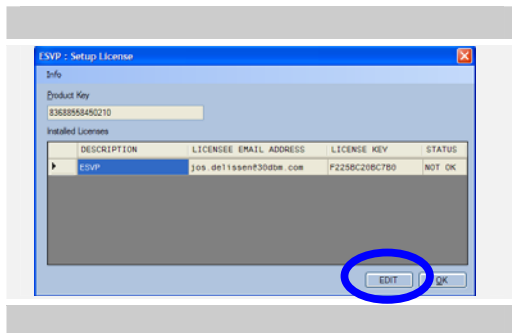 ESVP : Setup License
Info
Product Key
83688558450210
Installed Licenses
DESCRIPTION LICENSEE EMAIL ADDRESS LICENSE KEY STATUS
ESVP jos.delissen@30dbm.com F225BC20BC7B0 NOT OK
EDIT OK